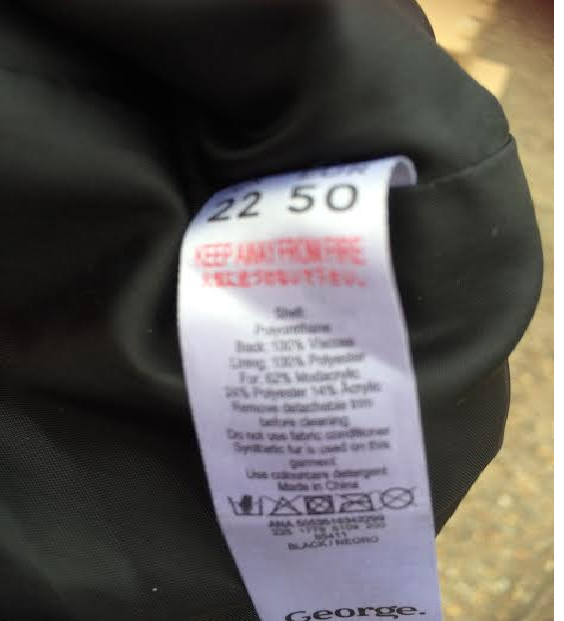 EUR
22 50
KEEP AWAY FROM FIRE
Shell:
Polyurethane
Back: 100% Viscose
Lining: 100% Polyester
Fur: 62% Modacrylic
24% Polyester 14% Acrylic
Remove detachable trim
before cleaning.
Do not use fabric conditioner
Synthetic fur is used on this
garment.
Use colourcare detergent
Made in China
BLACK / NEGRO
George.